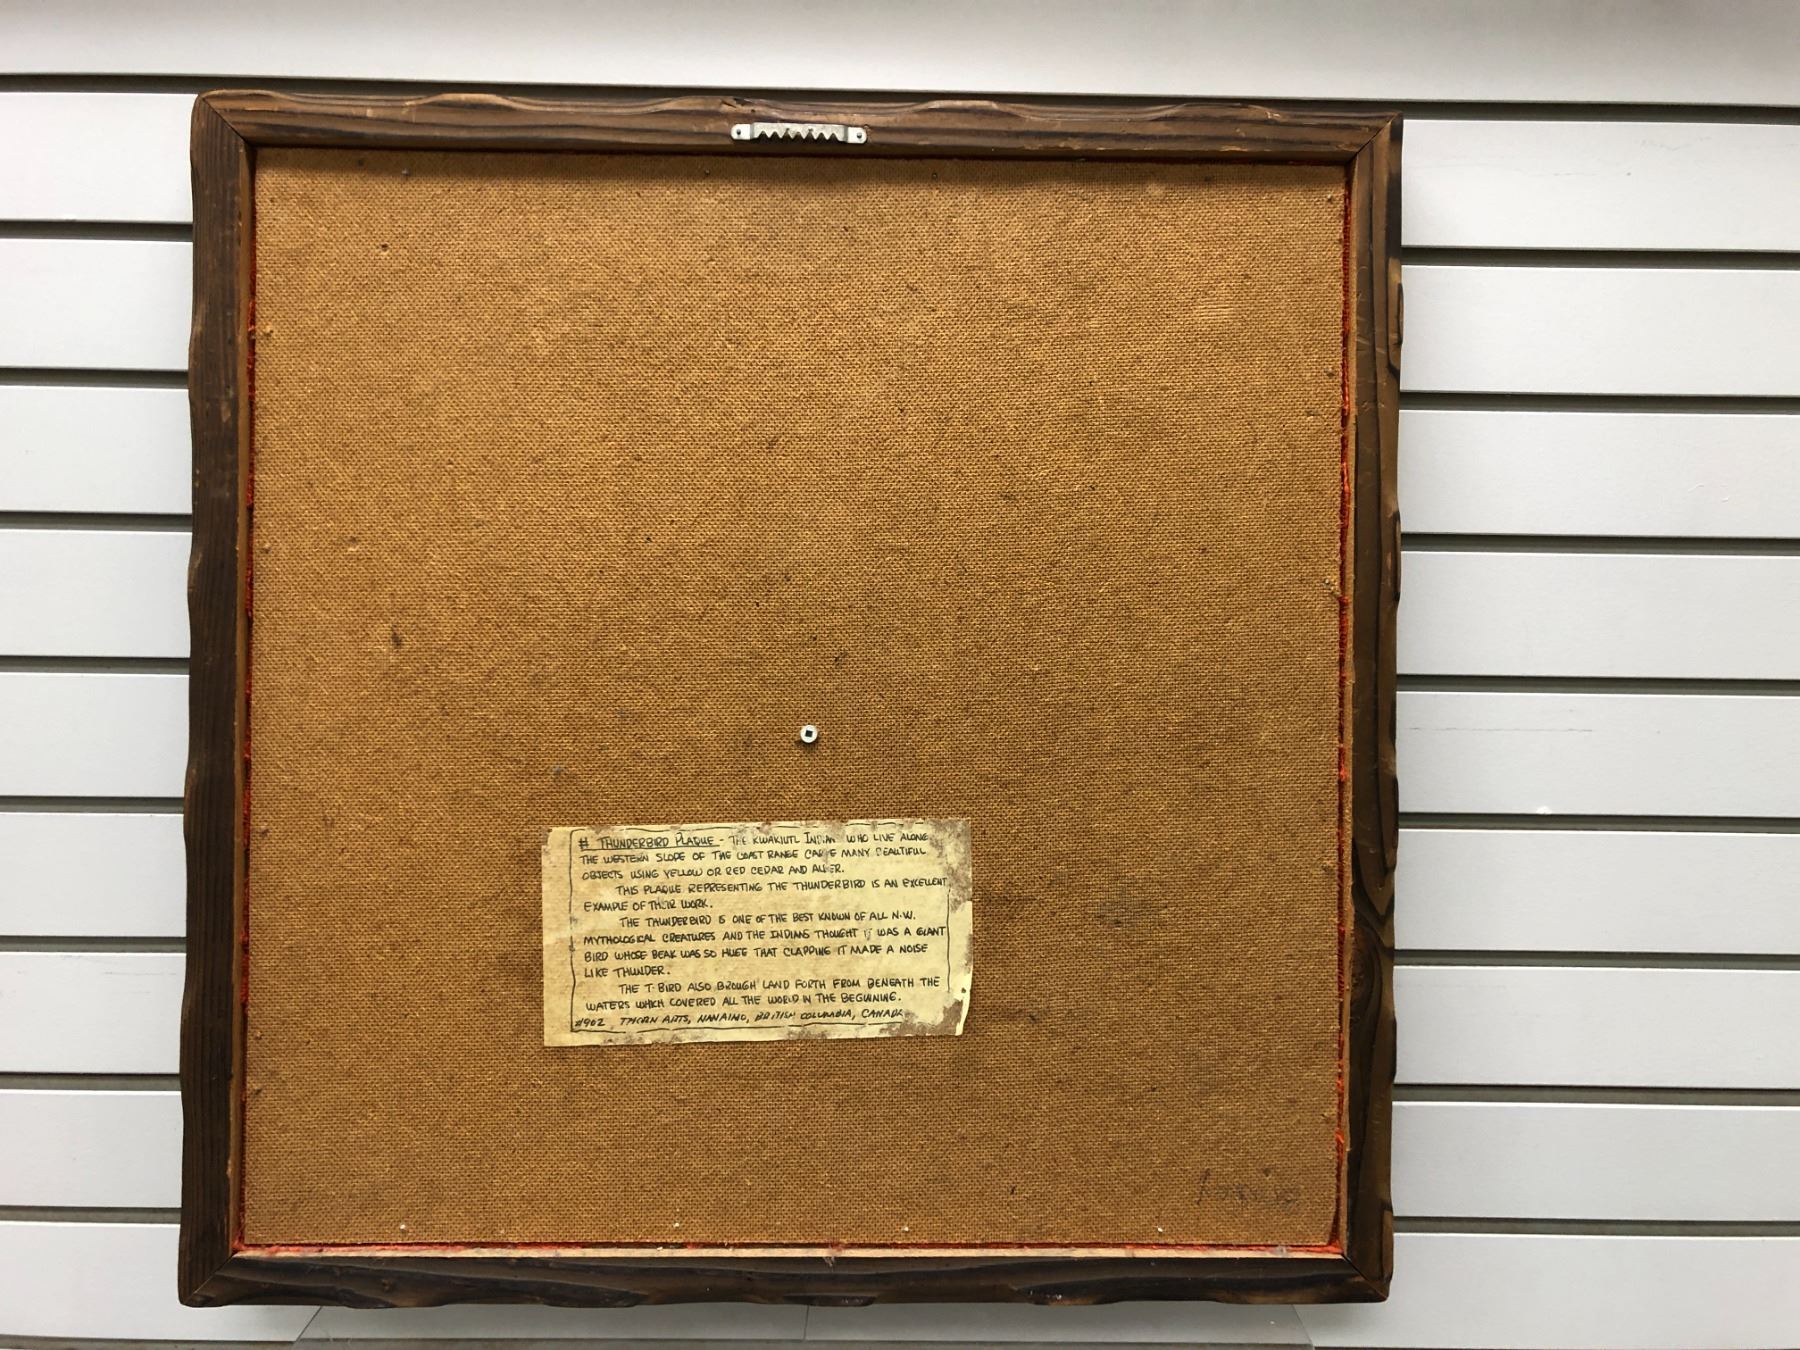 # THUNDERBIRD PLAQUE - THE KWAKIUTL INDIAN WHO LIVE ALONG
THE WESTERN SLOPE OF THE COAST RANGE CARVE MANY BEAUTIFUL
OBJECTS USING YELLOW OR RED CEDAR AND ALDER.
THIS PLAQUE REPRESENTING THE THUNDERBIRD IS AN EXCELLENT
EXAMPLE OF THEIR WORK.
THE THUNDERBIRD IS ONE OF THE BEST KNOWN OF ALL N.W.
MYTHOLOGICAL CREATURES AND THE INDIANS THOUGHT IT WAS A GIANT
BIRD WHOSE BEAK WAS SO HUGE THAT CLAPPING IT MADE A NOISE
LIKE THUNDER.
THE T-BIRD ALSO BROUGH LAND FORTH FROM BENEATH THE
WATERS WHICH COVERED ALL THE WORLD IN THE BEGINNING.
#902 THORN ARTS, NANAIMO, BRITISH COLUMBIA, CANADA